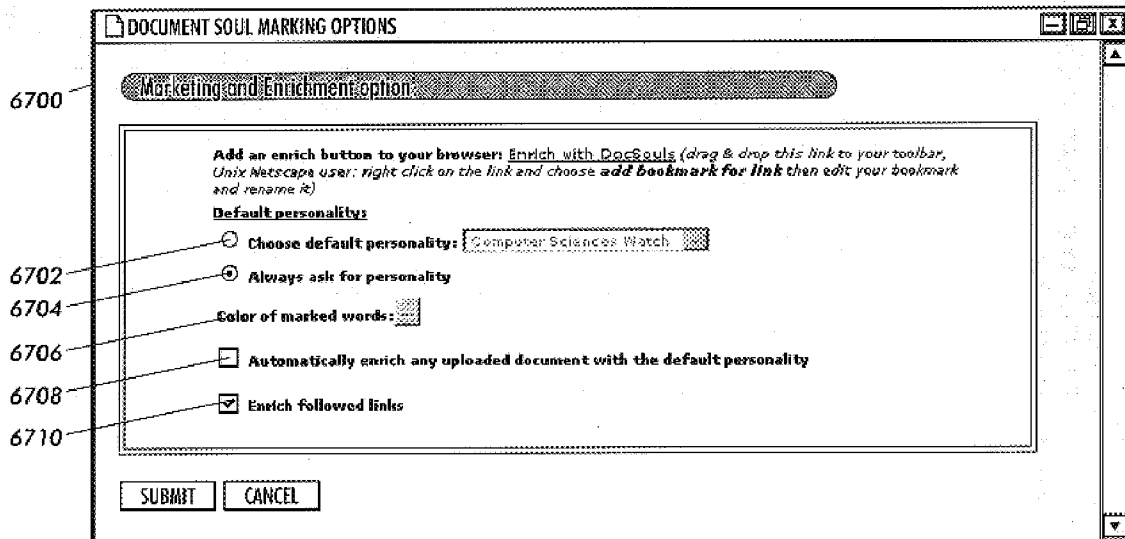 DOCUMENT SOUL MARKING OPTIONS
6700
Marketing and Enrichment option
Add an enrich button to your browser: Enrich with DocSouls (drag & drop this link to your toolbar,
Unix Netscape user: right click on the link and choose add bookmark for link then edit your bookmark
and rename it)
Default personality:
Choose default personality: Computer Sciences Watch
6702
Always ask for personality
6704
Color of marked words:
6706
Automatically enrich any uploaded document with the default personality
6708
Enrich followed links
6710
SUBMIT CANCEL